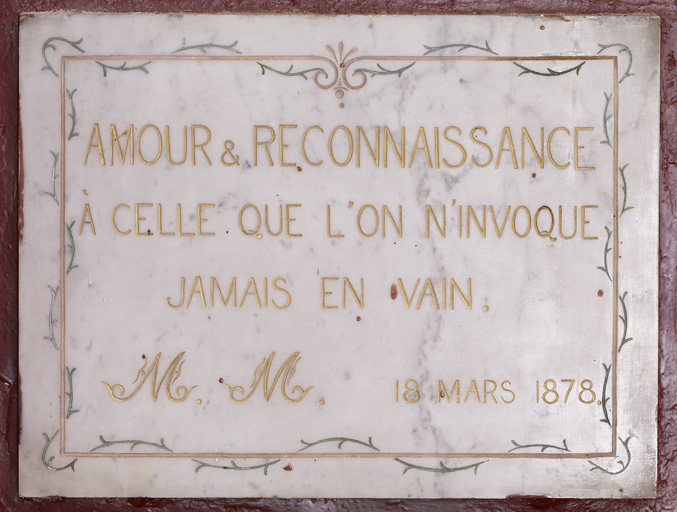 AMOUR & RECONNAISSANCE
À CELLE QUE L'ON N'INVOQUE
JAMAIS EN VAIN.
M. M. 18 MARS 1878.